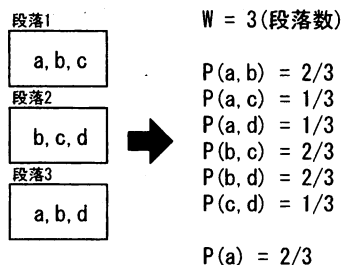 段落1
a, b, c
段落2
b, c, d
段落3
a, b, d
W = 3(段落数)
P(a, b) = 2/3
P(a, c) = 1/3
P(a, d) = 1/3
P(b, c) = 2/3
P(b, d) = 2/3
P(c, d) = 1/3
P(a) = 2/3